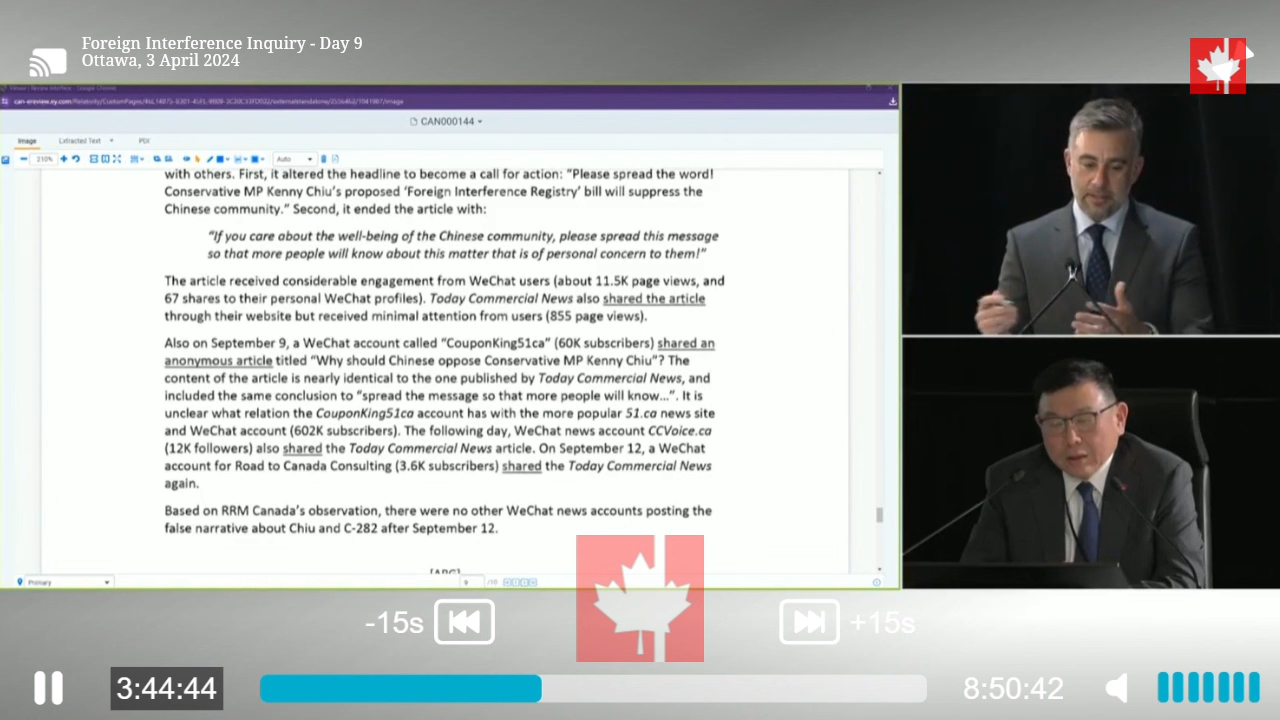 Foreign Interference Inquiry - Day 9
Ottawa, 3 April 2024
CAN000144
Image
Extracted Text
PDF
210%
Auto
with others. First, it altered the headline to become a call for action: “Please spread the word!
Conservative MP Kenny Chiu’s proposed ‘Foreign Interference Registry’ bill will suppress the
Chinese community.” Second, it ended the article with:
“If you care about the well-being of the Chinese community, please spread this message
so that more people will know about this matter that is of personal concern to them!”
The article received considerable engagement from WeChat users (about 11.5K page views, and
67 shares to their personal WeChat profiles). Today Commercial News also shared the article
through their website but received minimal attention from users (855 page views).
Also on September 9, a WeChat account called “CouponKing51ca” (60K subscribers) shared an
anonymous article titled “Why should Chinese oppose Conservative MP Kenny Chiu”? The
content of the article is nearly identical to the one published by Today Commercial News, and
included the same conclusion to “spread the message so that more people will know…”. It is
unclear what relation the CouponKing51ca account has with the more popular 51.ca news site
and WeChat account (602K subscribers). The following day, WeChat news account CCVoice.ca
(12K followers) also shared the Today Commercial News article. On September 12, a WeChat
account for Road to Canada Consulting (3.6K subscribers) shared the Today Commercial News
again.
Based on RRM Canada’s observation, there were no other WeChat news accounts posting the
false narrative about Chiu and C-282 after September 12.
Primary
9
/10
-15s
+15s
3:44:44
8:50:42